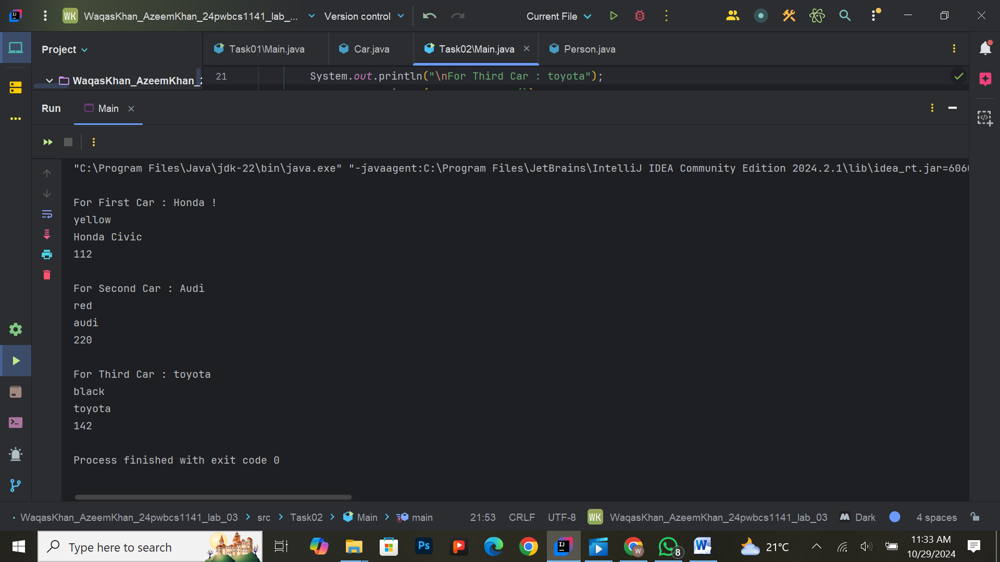 WK WaqasKhan_AzeemKhan_24pwbcs1141_lab_... Version control Current File
Project Task01\Main.java Car.java Task02\Main.java Person.java
WaqasKhan_AzeemKhan_2 21 System.out.println("\nFor Third Car : toyota");
Run Main
"C:\Program Files\Java\jdk-22\bin\java.exe" "-javaagent:C:\Program Files\JetBrains\IntelliJ IDEA Community Edition 2024.2.1\lib\idea_rt.jar=606
For First Car : Honda !
yellow
Honda Civic
112
For Second Car : Audi
red
audi
220
For Third Car : toyota
black
toyota
142
Process finished with exit code 0
WaqasKhan_AzeemKhan_24pwbcs1141_lab_03 src Task02 Main main 21:53 CRLF UTF-8 WK WaqasKhan_AzeemKhan_24pwbcs1141_lab_03 Dark 4 spaces
Type here to search Ps IJ W 8 W 21°C 11:33 AM
10/29/2024